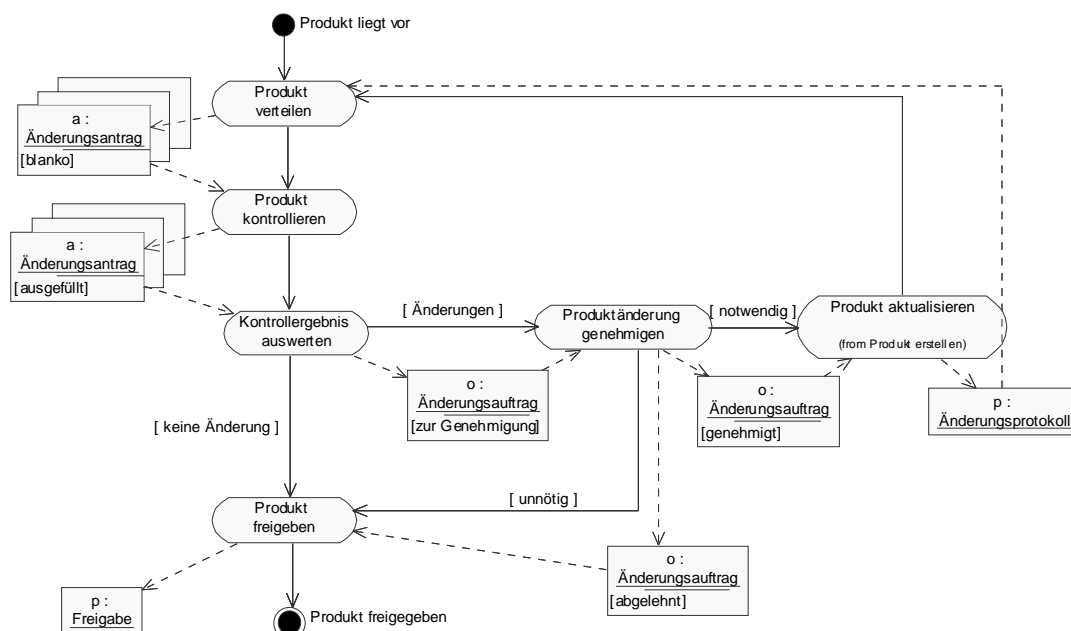 Produkt liegt vor
Produkt
verteilen
a :
Änderungsantrag
[blanko]
Produkt
kontrollieren
a :
Änderungsantrag
[ausgefüllt]
Kontrollergebnis
auswerten
[ Änderungen ]
Produktänderung
genehmigen
[ notwendig ]
Produkt aktualisieren
(from Produkt erstellen)
o :
Änderungsauftrag
[zur Genehmigung]
o :
Änderungsauftrag
[genehmigt]
p :
Änderungsprotokoll
[ keine Änderung ]
[ unnötig ]
Produkt
freigeben
o :
Änderungsauftrag
[abgelehnt]
p :
Freigabe
Produkt freigegeben